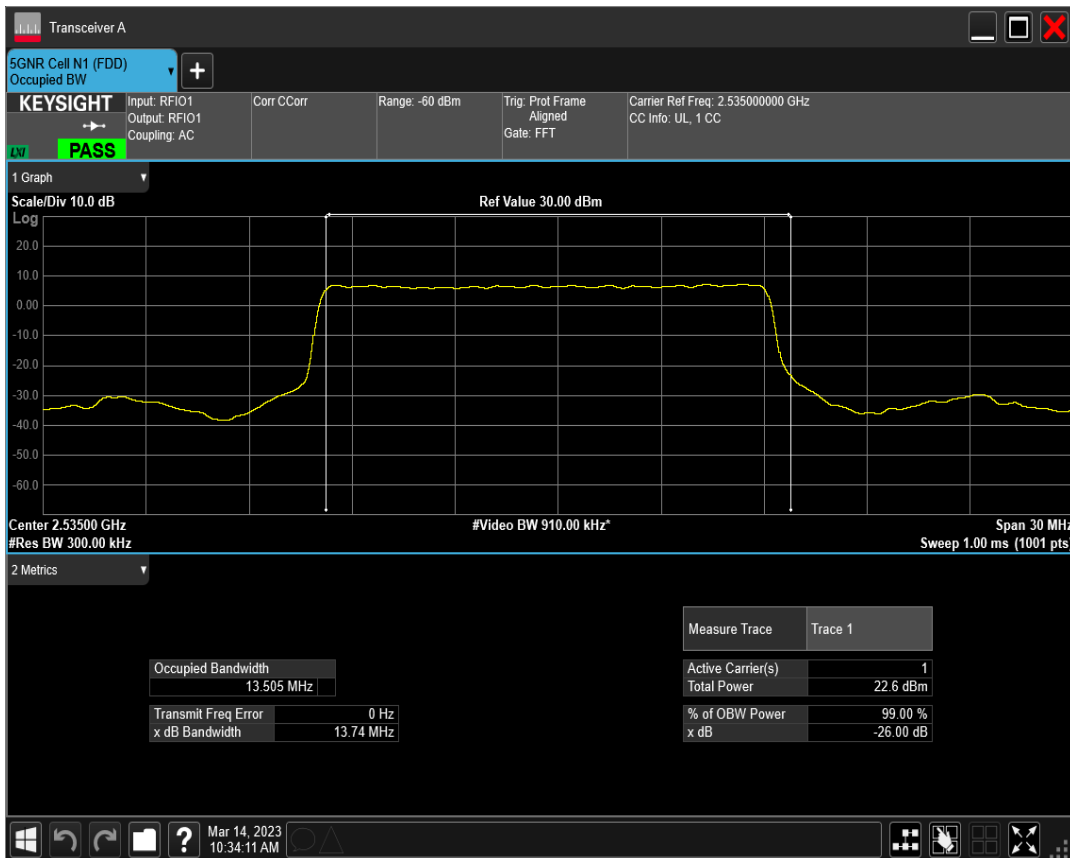 Transceiver A
5GNR Cell N1 (FDD)
Occupied BW
+
KEYSIGHT
LXI
PASS
Input: RFIO1
Output: RFIO1
Coupling: AC
Corr CCorr
Range: -60 dBm
Trig: Prot Frame
Aligned
Gate: FFT
Carrier Ref Freq: 2.535000000 GHz
CC Info: UL, 1 CC
1 Graph
Scale/Div 10.0 dB
Ref Value 30.00 dBm
Log
20.0
10.0
0.00
-10.0
-20.0
-30.0
-40.0
-50.0
-60.0
Center 2.53500 GHz
#Video BW 910.00 kHz*
Span 30 MHz
#Res BW 300.00 kHz
Sweep 1.00 ms (1001 pts)
2 Metrics
Measure Trace Trace 1
Occupied Bandwidth
13.505 MHz
Active Carrier(s) 1
Total Power 22.6 dBm
Transmit Freq Error 0 Hz
x dB Bandwidth 13.74 MHz
% of OBW Power 99.00 %
x dB -26.00 dB
?
Mar 14, 2023
10:34:11 AM